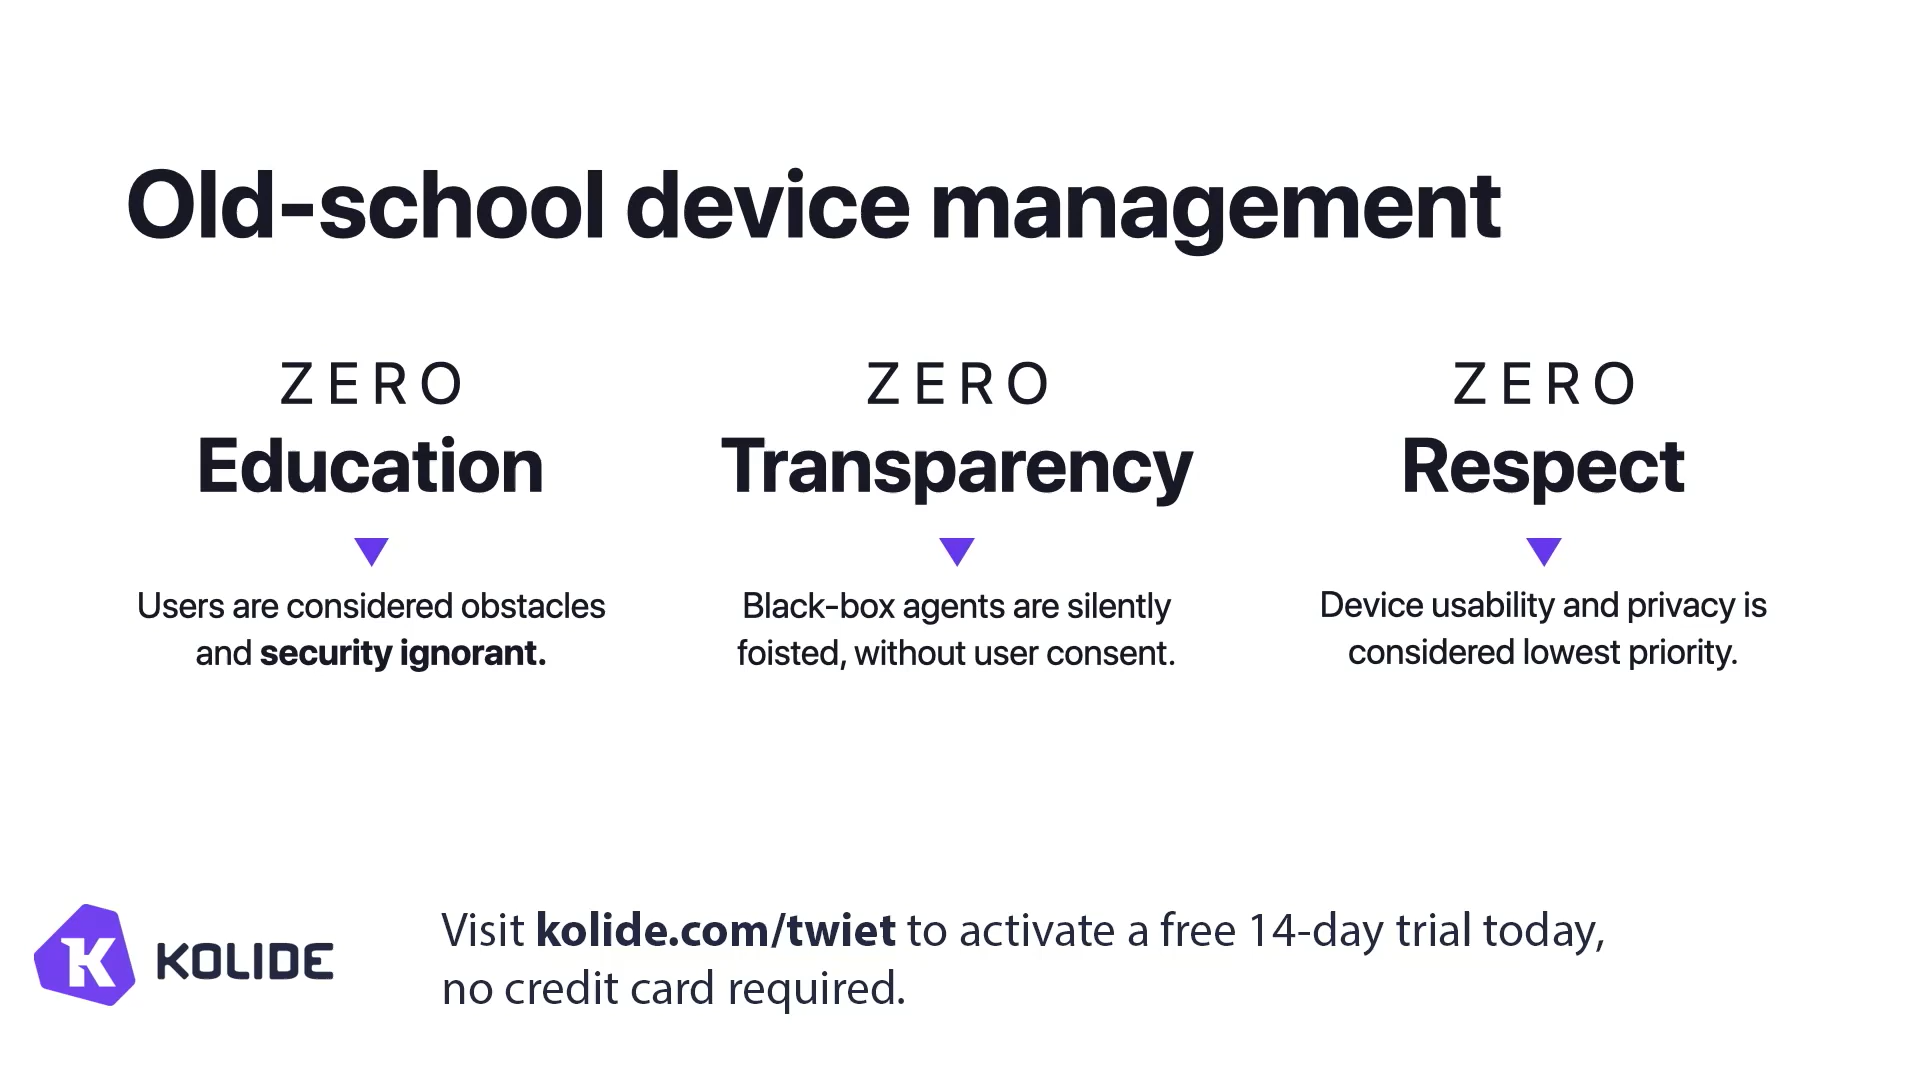 Old-school device management
ZERO
Education
Users are considered obstacles
and security ignorant.
ZERO
Transparency
Black-box agents are silently
foisted, without user consent.
ZERO
Respect
Device usability and privacy is
considered lowest priority.
K KOLIDE
Visit kolide.com/twiet to activate a free 14-day trial today,
no credit card required.